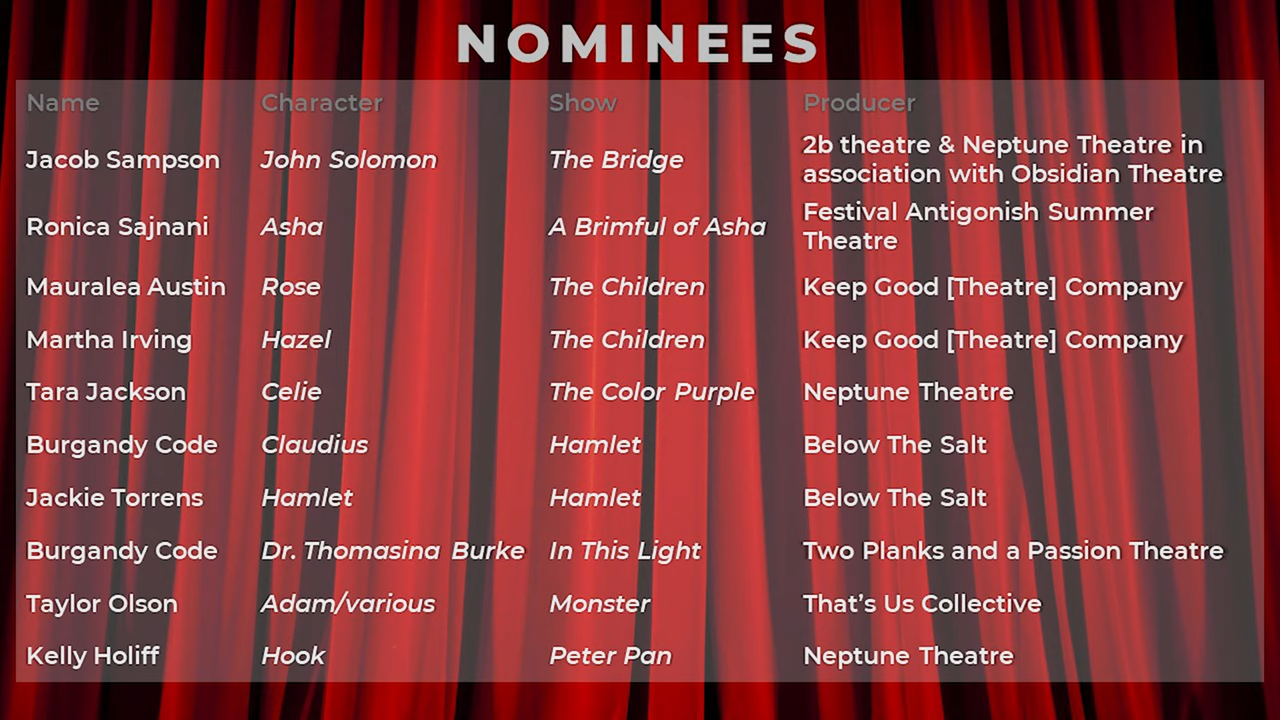 NOMINEES
Name Character Show Producer
Jacob Sampson John Solomon The Bridge 2b theatre & Neptune Theatre in
association with Obsidian Theatre
Ronica Sajnani Asha A Brimful of Asha Festival Antigonish Summer
Theatre
Mauralea Austin Rose The Children Keep Good [Theatre] Company
Martha Irving Hazel The Children Keep Good [Theatre] Company
Tara Jackson Celie The Color Purple Neptune Theatre
Burgandy Code Claudius Hamlet Below The Salt
Jackie Torrens Hamlet Hamlet Below The Salt
Burgandy Code Dr. Thomasina Burke In This Light Two Planks and a Passion Theatre
Taylor Olson Adam/various Monster That’s Us Collective
Kelly Holiff Hook Peter Pan Neptune Theatre